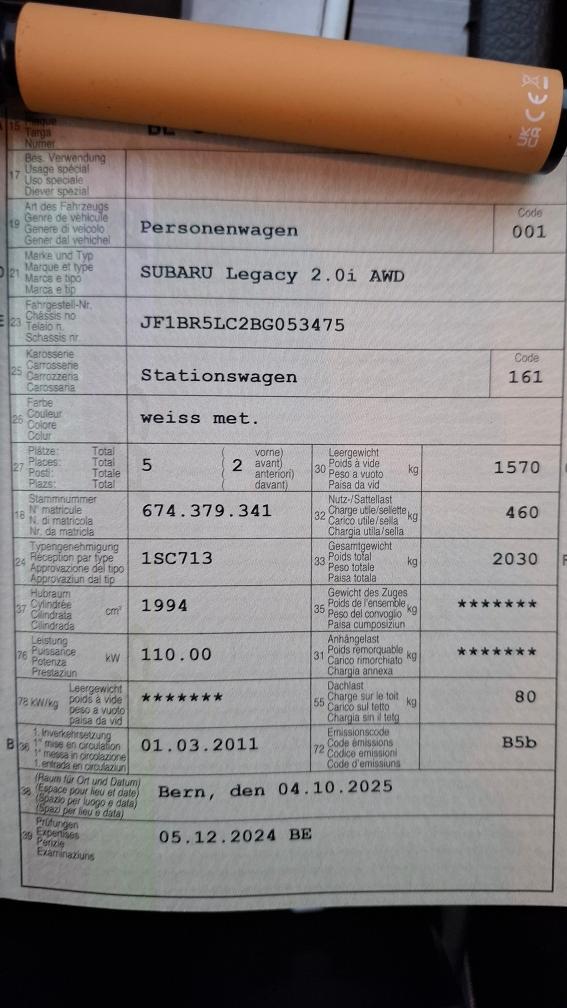 UK CA CE
15 Plaque
Targa
Numer
17 Bes. Verwendung
Usage spécial
Uso speciale
Diever spezial
19 Art des Fahrzeugs
Genre de véhicule
Genere di veicolo
Gener dal vehichel
Personenwagen
Code
001
21 Marke und Typ
Marque et type
Marca e tipo
Marca e tip
SUBARU Legacy 2.0i AWD
23 Fahrgestell-Nr.
Châssis no
Telaio n.
Schassis nr.
JF1BR5LC2BG053475
25 Karosserie
Carrosserie
Carrozzeria
Carossaria
Stationswagen
Code
161
26 Farbe
Couleur
Colore
Colur
weiss met.
27 Plätze: Total
Places: Total
Posti: Totale
Plazs: Total
5
( 2 vorne)
avant)
anteriori)
davant)
30 Leergewicht
Poids à vide
Peso a vuoto
Paisa da vid
kg
1570
18 Stammnummer
N° matricule
N. di matricola
Nr. da matricla
674.379.341
32 Nutz-/Sattellast
Charge utile/sellette
Carico utile/sella
Chargia utila/sella
kg
460
24 Typengenehmigung
Réception par type
Approvazione del tipo
Approvaziun dal tip
1SC713
33 Gesamtgewicht
Poids total
Peso totale
Paisa totala
kg
2030
37 Hubraum
Cylindrée
Cilindrata
Cilindrada
cm³
1994
35 Gewicht des Zuges
Poids de l'ensemble
Peso del convoglio
Paisa cumposiziun
kg
*******
76 Leistung
Puissance
Potenza
Prestaziun
kW
110.00
31 Anhängelast
Poids remorquable
Carico rimorchiato
Chargia annexa
kg
*******
78 kW/kg
Leergewicht
poids à vide
peso a vuoto
paisa da vid
*******
55 Dachlast
Charge sur le toit
Carico sul tetto
Chargia sin il tetg
kg
80
B 36 1. Inverkehrsetzung
1re mise en circulation
1a messa in circolazione
1. entrada en circulaziun
01.03.2011
72 Emissionscode
Code émissions
Codice emissioni
Code d'emissiuns
B5b
38 (Raum für Ort und Datum)
(Espace pour lieu et date)
(Spazio per luogo e data)
(Spazi per lieu e data)
Bern, den 04.10.2025
39 Prüfungen
Expertises
Perizie
Examinaziuns
05.12.2024 BE